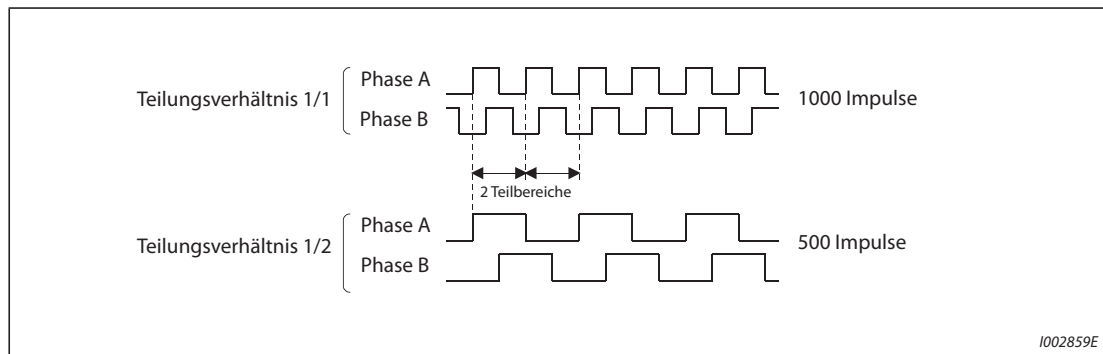 Teilungsverhältnis 1/1
Phase A
Phase B
1000 Impulse
2 Teilbereiche
Teilungsverhältnis 1/2
Phase A
Phase B
500 Impulse
I002859E